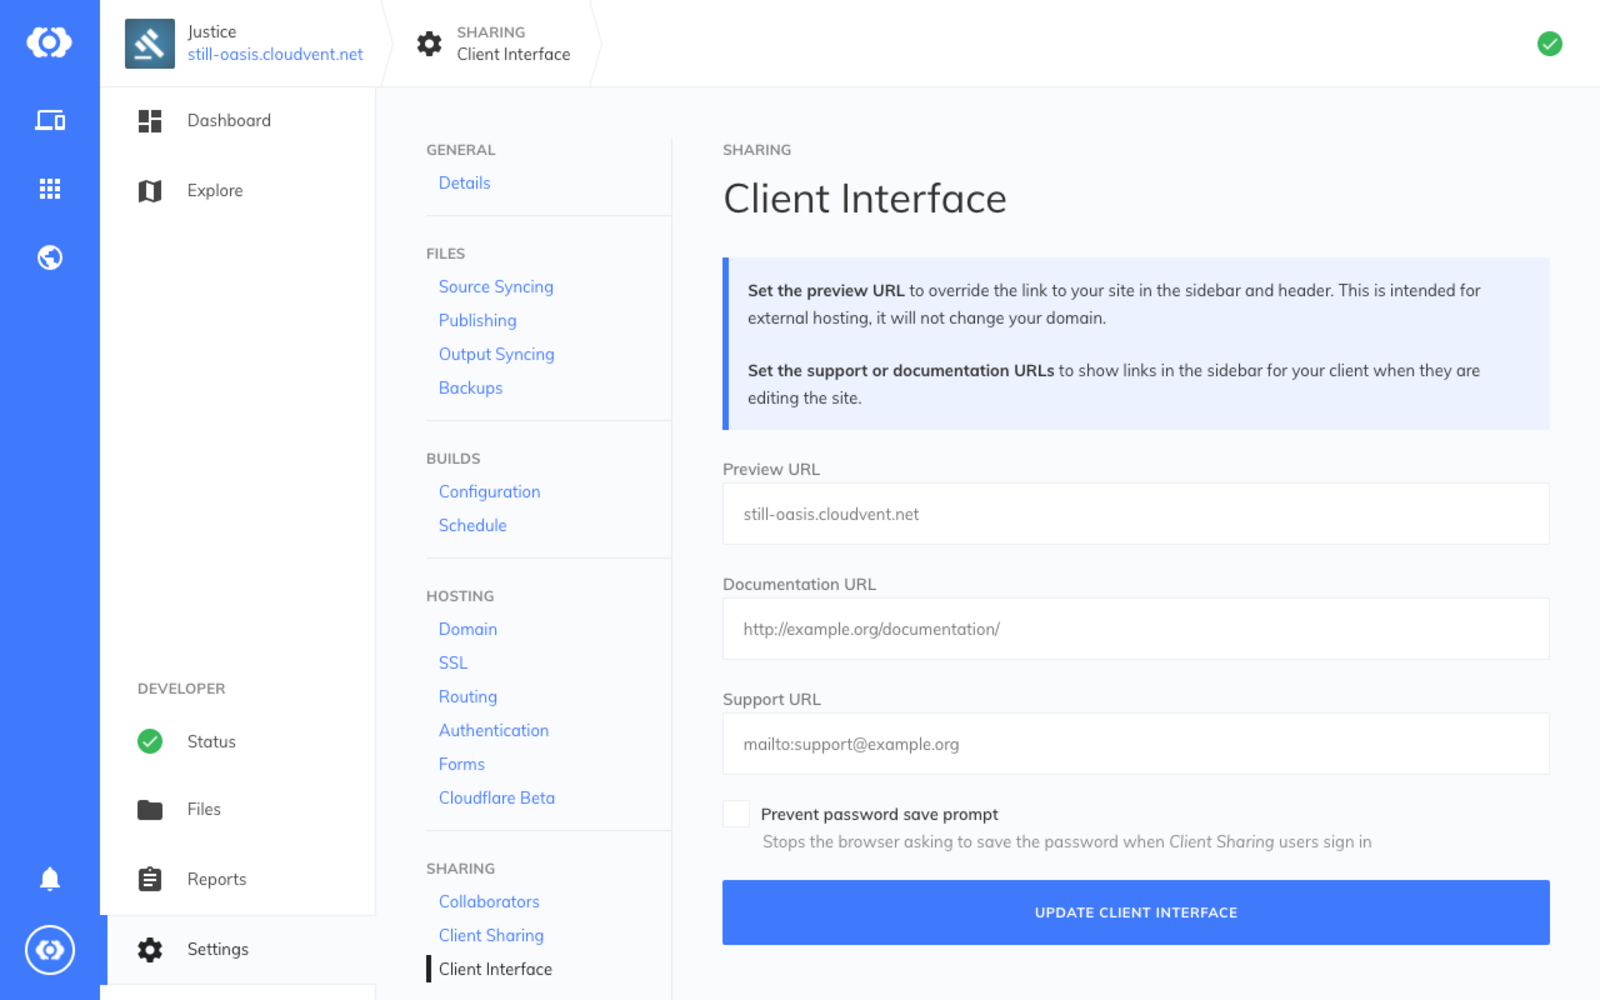 Justice
still-oasis.cloudvent.net
SHARING
Client Interface
Dashboard
Explore
DEVELOPER
Status
Files
Reports
Settings
GENERAL
Details
FILES
Source Syncing
Publishing
Output Syncing
Backups
BUILDS
Configuration
Schedule
HOSTING
Domain
SSL
Routing
Authentication
Forms
Cloudflare Beta
SHARING
Collaborators
Client Sharing
Client Interface
SHARING
Client Interface
Set the preview URL to override the link to your site in the sidebar and header. This is intended for
external hosting, it will not change your domain.
Set the support or documentation URLs to show links in the sidebar for your client when they are
editing the site.
Preview URL
still-oasis.cloudvent.net
Documentation URL
http://example.org/documentation/
Support URL
mailto:support@example.org
Prevent password save prompt
Stops the browser asking to save the password when Client Sharing users sign in
UPDATE CLIENT INTERFACE